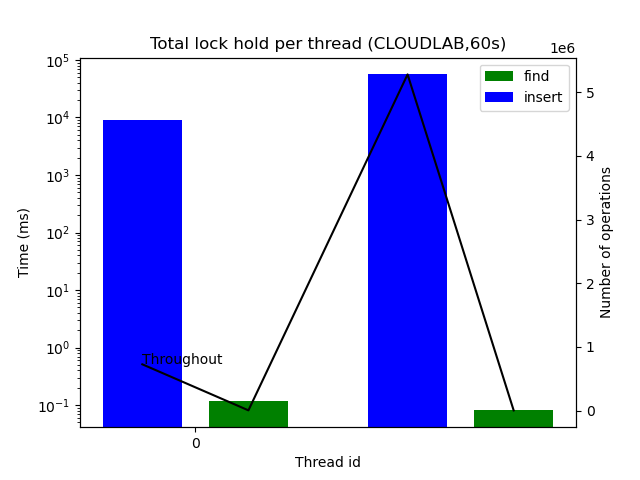 Total lock hold per thread (CLOUDLAB,60s)
1e6
find
insert
10^5
10^4
10^3
10^2
10^1
10^0
10^-1
Time (ms)
5
4
3
2
1
0
Number of operations
Throughout
0
Thread id